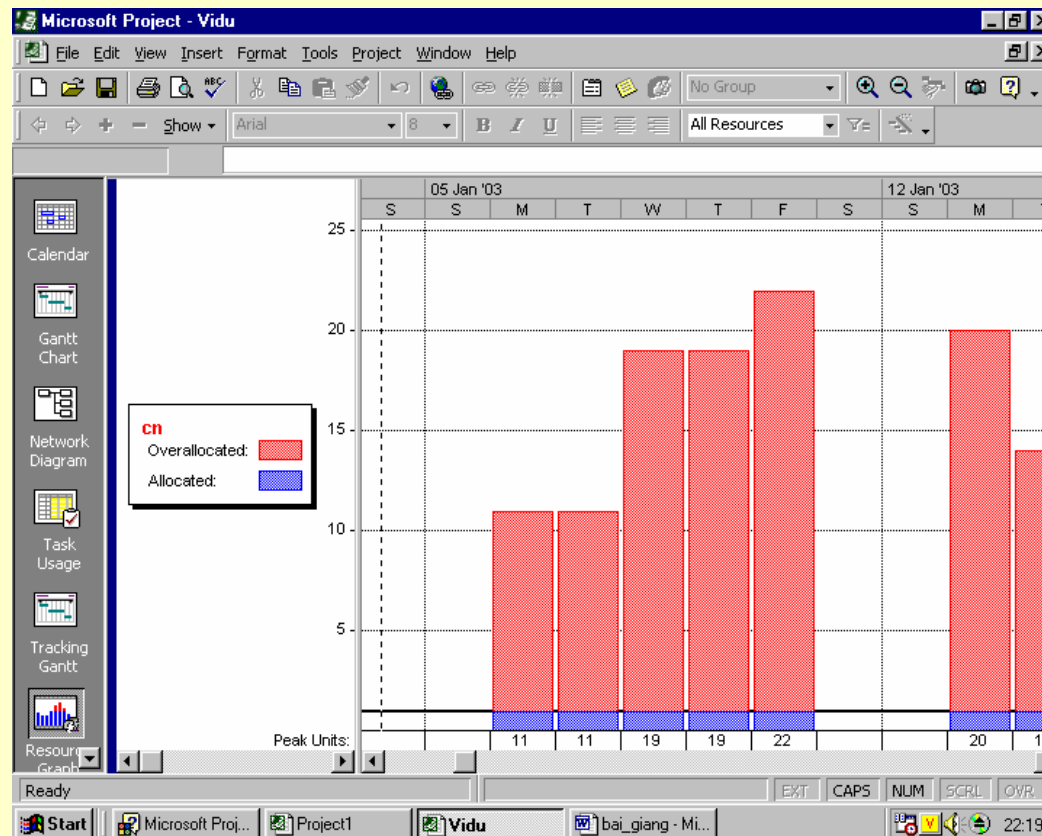 Microsoft Project - Vidu
File Edit View Insert Format Tools Project Window Help
ABC No Group
Show Arial 8 B I U All Resources
05 Jan '03 12 Jan '03
S S M T W T F S S M
25
20
15
10
5
Calendar
Gantt
Chart
Network
Diagram
Task
Usage
Tracking
Gantt
Resource
Graph
cn
Overallocated:
Allocated:
Peak Units: 11 11 19 19 22 20
Ready EXT CAPS NUM SCRL OVR
Start Microsoft Proj... Project1 Vidu bai_giang - Mi... V 22:19